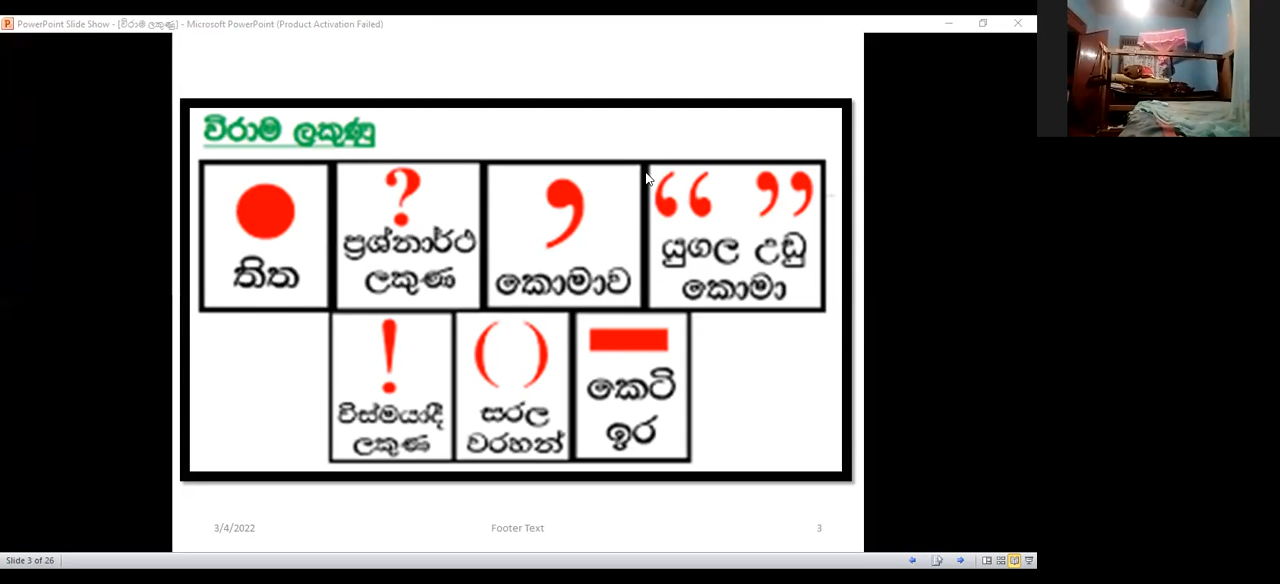 PowerPoint Slide Show - [විරාම ලකුණු] - Microsoft PowerPoint (Product Activation Failed)
විරාම ලකුණු
?
,
“ ”
තිත
ප්‍රශ්නාර්ථ
ලකුණ
කොමාව
යුගල උඩු
කොමා
!
( )
විස්මයාදී
ලකුණ
සරල
වරහන්
කෙටි
ඉර
3/4/2022
Footer Text
3
Slide 3 of 26